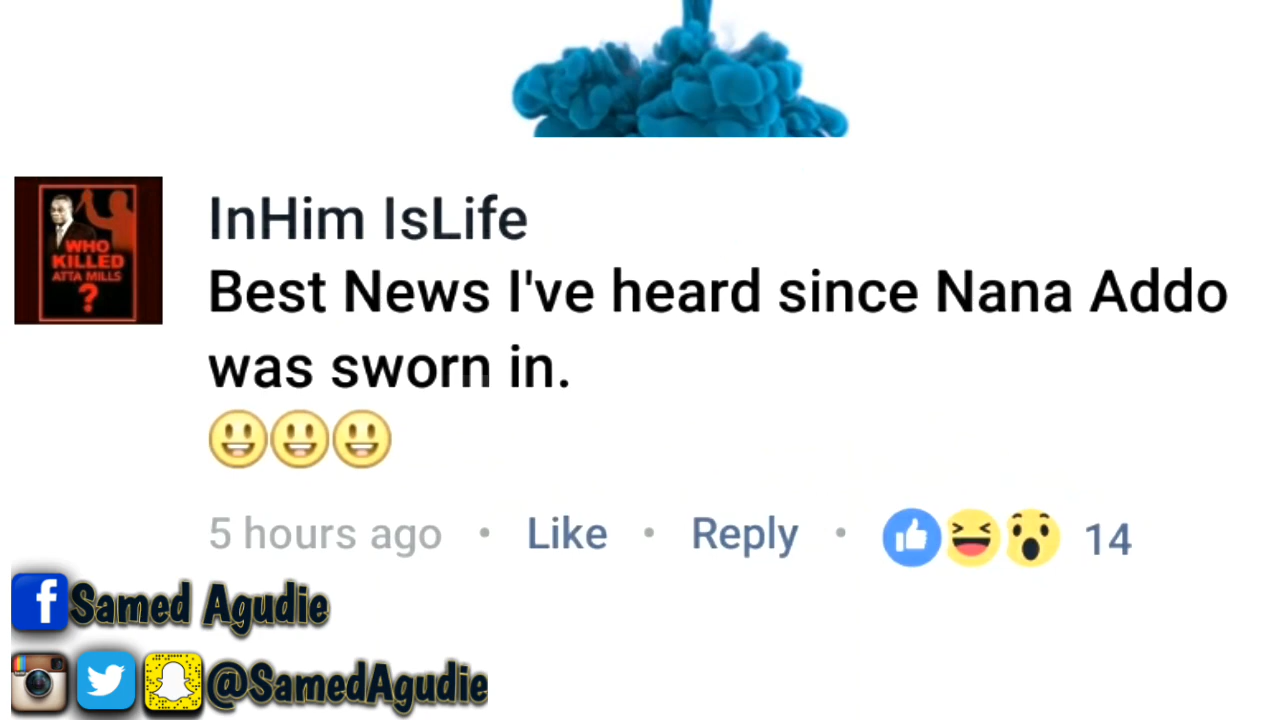 WHO
KILLED
ATTA MILLS
?
InHim IsLife
Best News I've heard since Nana Addo
was sworn in.
😃😃😃
5 hours ago • Like • Reply • 14
f Samed Agudie
@SamedAgudie